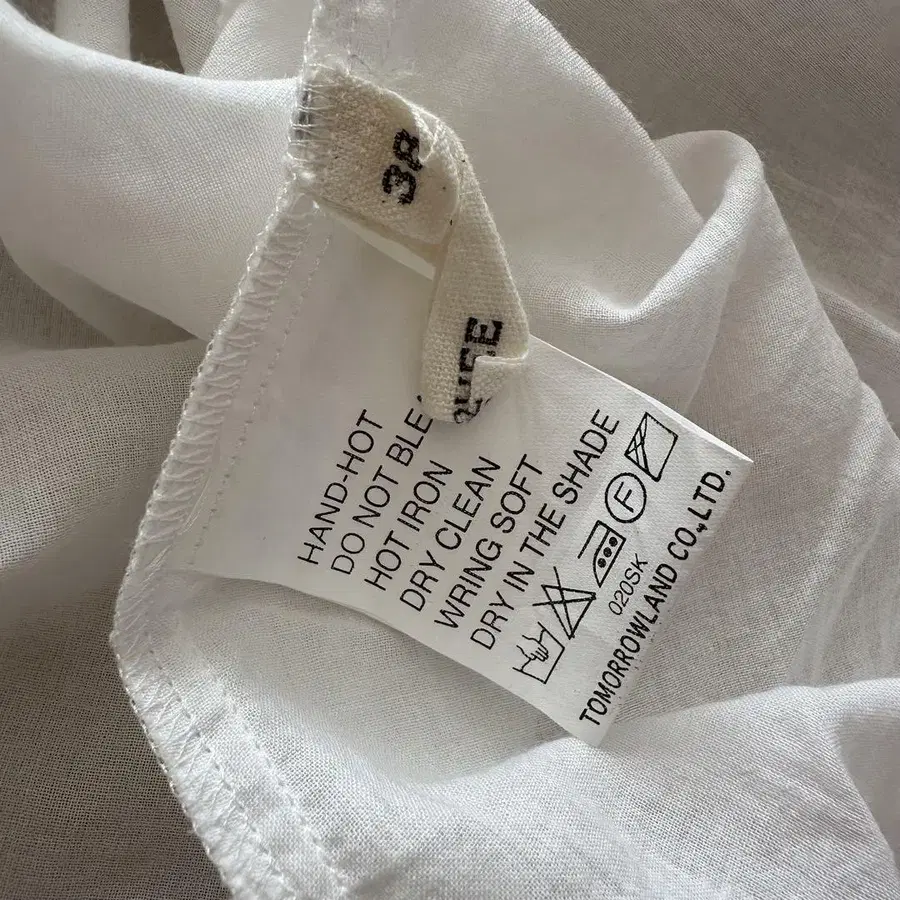 38
HAND-HOT
DO NOT
HOT IRON
DRY CLEAN
WRING SOFT
DRY IN THE SHADE
F
020SK
TOMORROWLAND CO.,LTD.